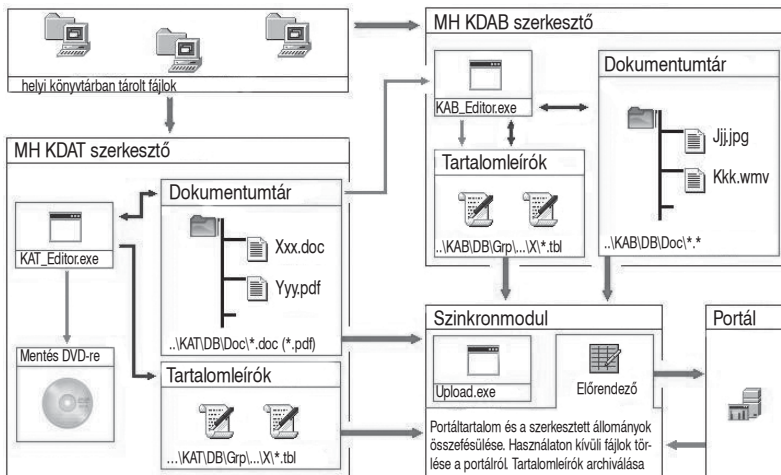 helyi könyvtárban tárolt fájlok
MH KDAB szerkesztő
KAB_Editor.exe
Tartalomleírók
..\KAB\DB\Grp\...\X\*.tbl
Dokumentumtár
Jjj.jpg
Kkk.wmv
..\KAB\DB\Doc\*.*
MH KDAT szerkesztő
KAT_Editor.exe
Mentés DVD-re
Dokumentumtár
Xxx.doc
Yyy.pdf
..\KAT\DB\Doc\*.doc (*.pdf)
Tartalomleírók
...\KAT\DB\Grp\...\X\*.tbl
Szinkronmodul
Upload.exe
Előrendező
Portáltartalom és a szerkesztett állományok
összefésülése. Használaton kívüli fájlok tör-
lése a portálról. Tartalomleírók archiválása
Portál